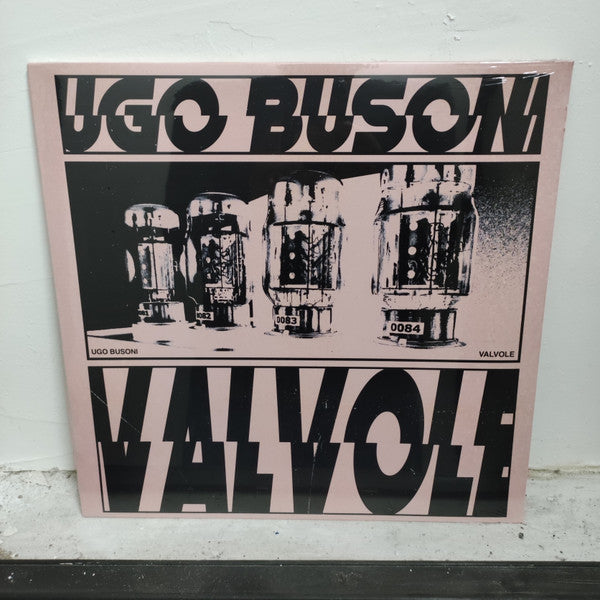 UGO BUSONI
0082
0083
0084
UGO BUSONI
VALVOLE
VALVOLE